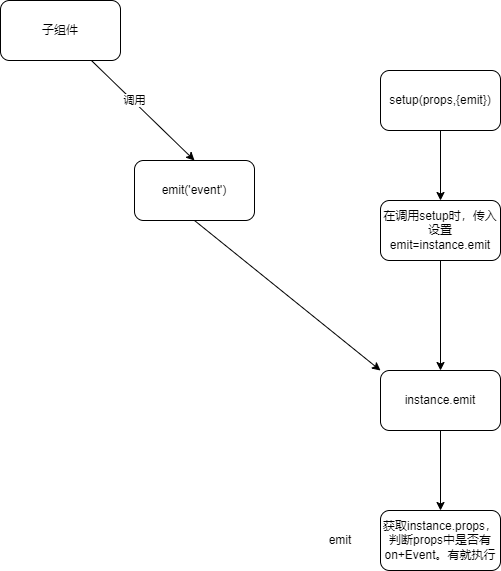 子组件
调用
setup(props,{emit})
emit('event')
在调用setup时，传入
设置
emit=instance.emit
instance.emit
emit
获取instance.props，
判断props中是否有
on+Event。有就执行